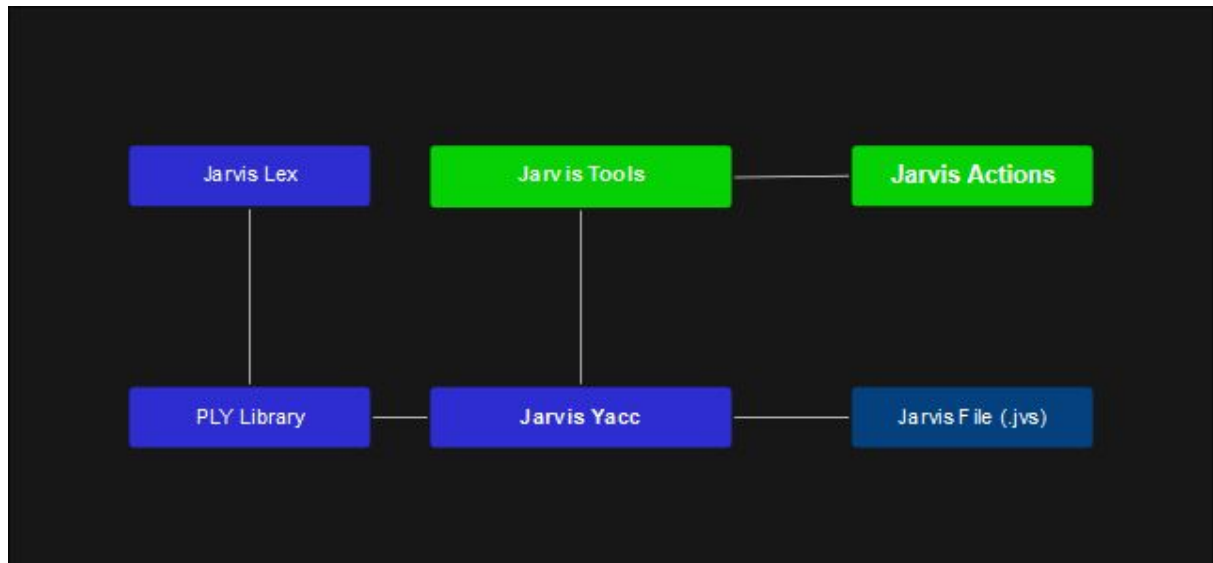 Jarvis Lex
Jarvis Tools
Jarvis Actions
PLY Library
Jarvis Yacc
Jarvis File (.jvs)